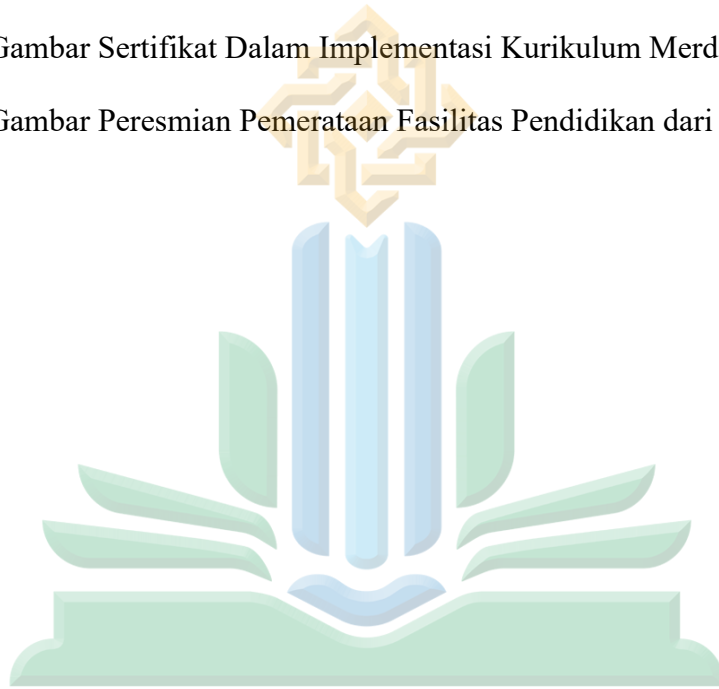 Gambar Sertifikat Dalam Implementasi Kurikulum Merd
Gambar Peresmian Pemerataan Fasilitas Pendidikan dari